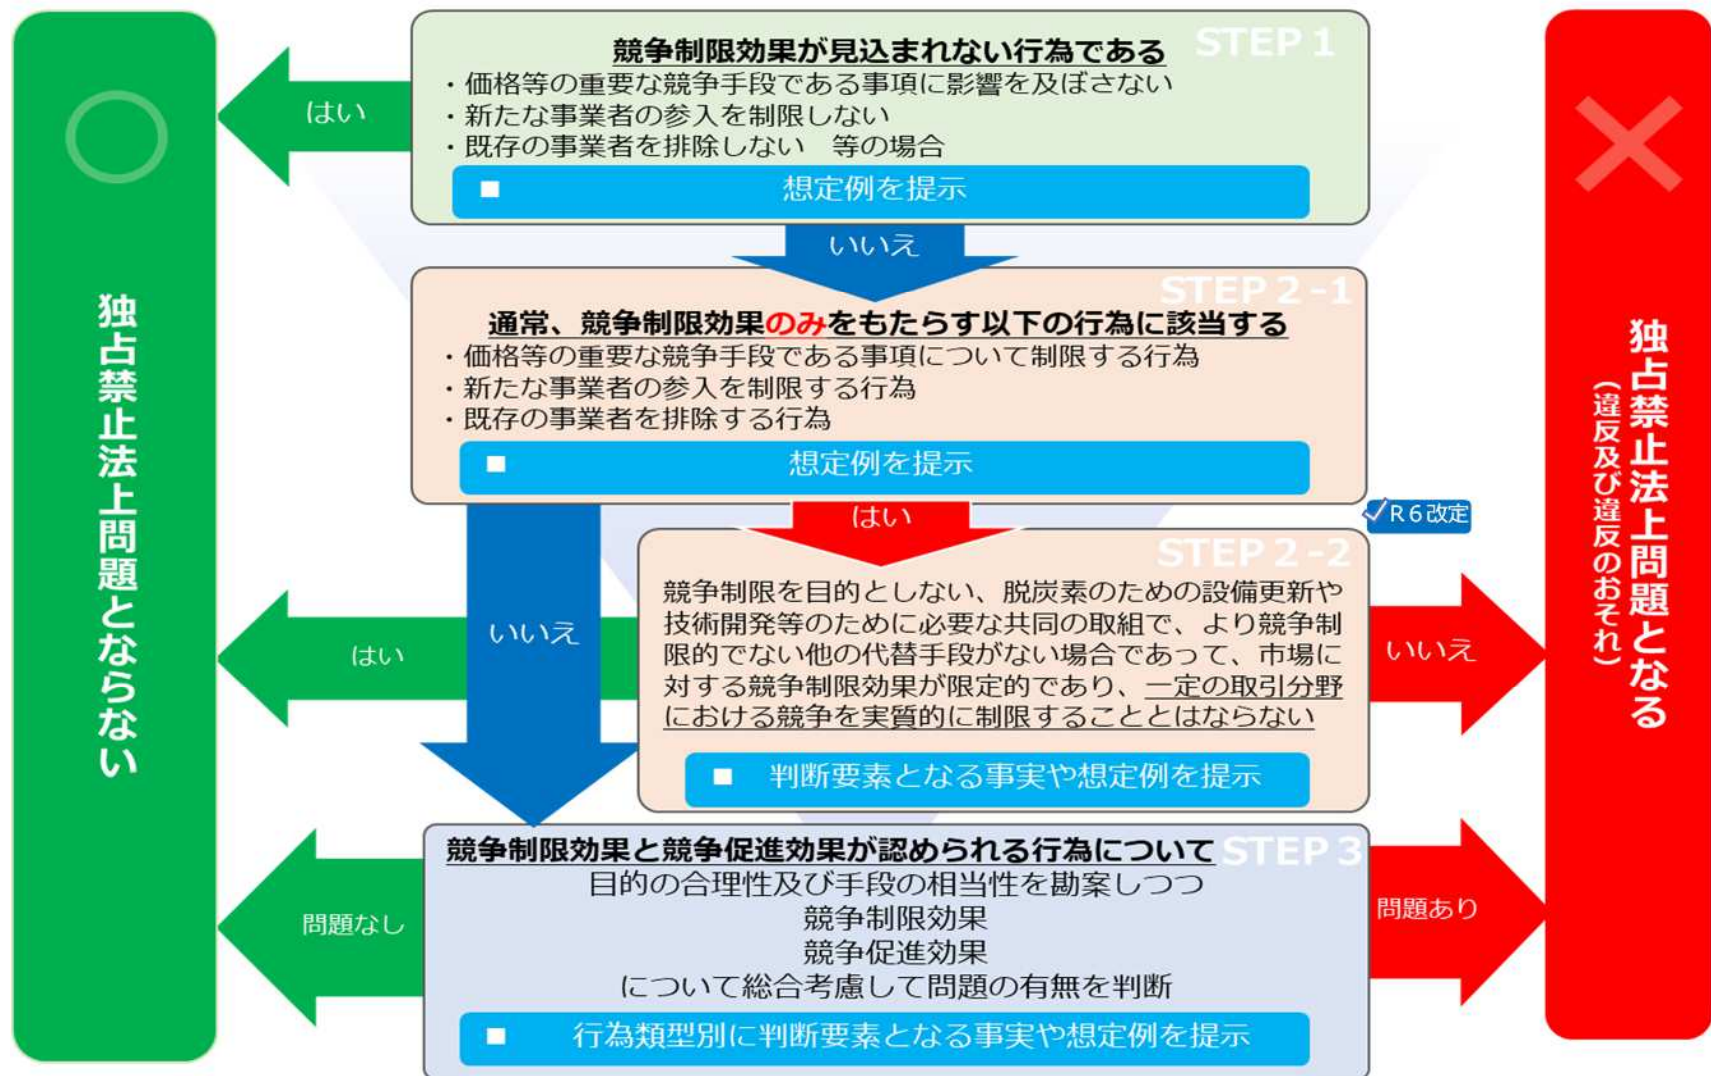 独占禁止法上問題とならない
STEP 1
競争制限効果が見込まれない行為である
・価格等の重要な競争手段である事項に影響を及ぼさない
・新たな事業者の参入を制限しない
・既存の事業者を排除しない　等の場合
■ 想定例を提示
はい
いいえ
STEP 2-1
通常、競争制限効果のみをもたらす以下の行為に該当する
・価格等の重要な競争手段である事項について制限する行為
・新たな事業者の参入を制限する行為
・既存の事業者を排除する行為
■ 想定例を提示
はい
いいえ
R６改定
STEP 2-2
競争制限を目的としない、脱炭素のための設備更新や
技術開発等のために必要な共同の取組で、より競争制
限的でない他の代替手段がない場合であって、市場に
対する競争制限効果が限定的であり、一定の取引分野
における競争を実質的に制限することとはならない
■ 判断要素となる事実や想定例を提示
はい
いいえ
STEP 3
競争制限効果と競争促進効果が認められる行為について
目的の合理性及び手段の相当性を勘案しつつ
競争制限効果
競争促進効果
について総合考慮して問題の有無を判断
■ 行為類型別に判断要素となる事実や想定例を提示
問題なし
問題あり
独占禁止法上問題となる
（違反及び違反のおそれ）